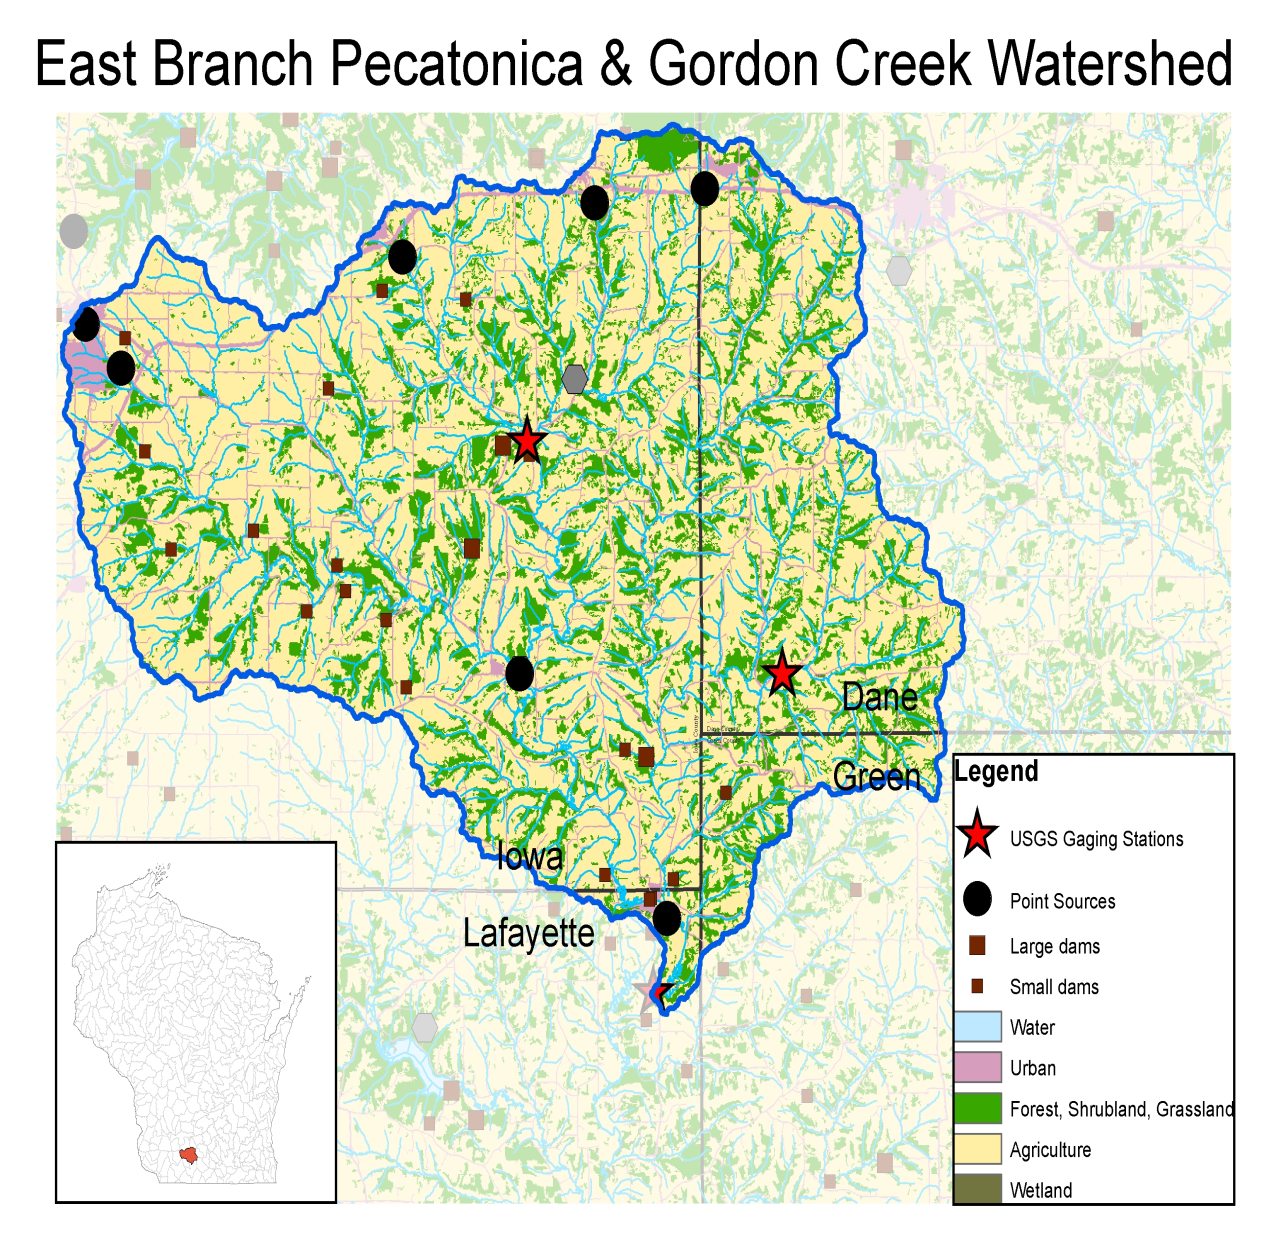 East Branch Pecatonica & Gordon Creek Watershed
Dane
Green
Iowa
Lafayette
Legend
USGS Gaging Stations
Point Sources
Large dams
Small dams
Water
Urban
Forest, Shrubland, Grassland
Agriculture
Wetland